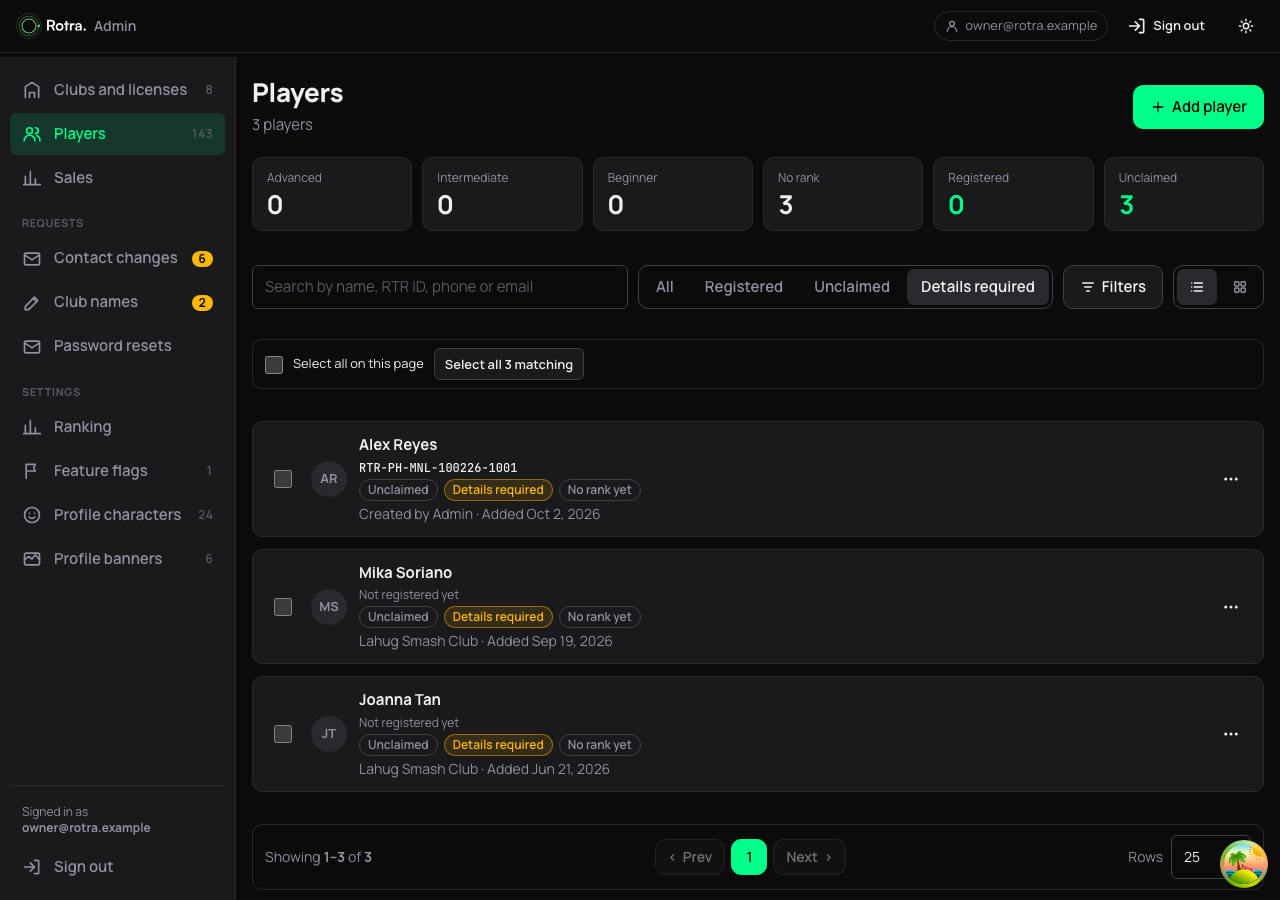 Rotra. Admin
owner@rotra.example
Sign out
Clubs and licenses 8
Players 143
Sales
REQUESTS
Contact changes 6
Club names 2
Password resets
SETTINGS
Ranking
Feature flags 1
Profile characters 24
Profile banners 6
Signed in as
owner@rotra.example
Sign out
Players
3 players
+ Add player
Advanced
0
Intermediate
0
Beginner
0
No rank
3
Registered
0
Unclaimed
3
Search by name, RTR ID, phone or email
All Registered Unclaimed Details required
Filters
Select all on this page
Select all 3 matching
AR
Alex Reyes
RTR-PH-MNL-100226-1001
Unclaimed Details required No rank yet
Created by Admin · Added Oct 2, 2026
MS
Mika Soriano
Not registered yet
Unclaimed Details required No rank yet
Lahug Smash Club · Added Sep 19, 2026
JT
Joanna Tan
Not registered yet
Unclaimed Details required No rank yet
Lahug Smash Club · Added Jun 21, 2026
Showing 1–3 of 3
‹ Prev 1 Next ›
Rows 25